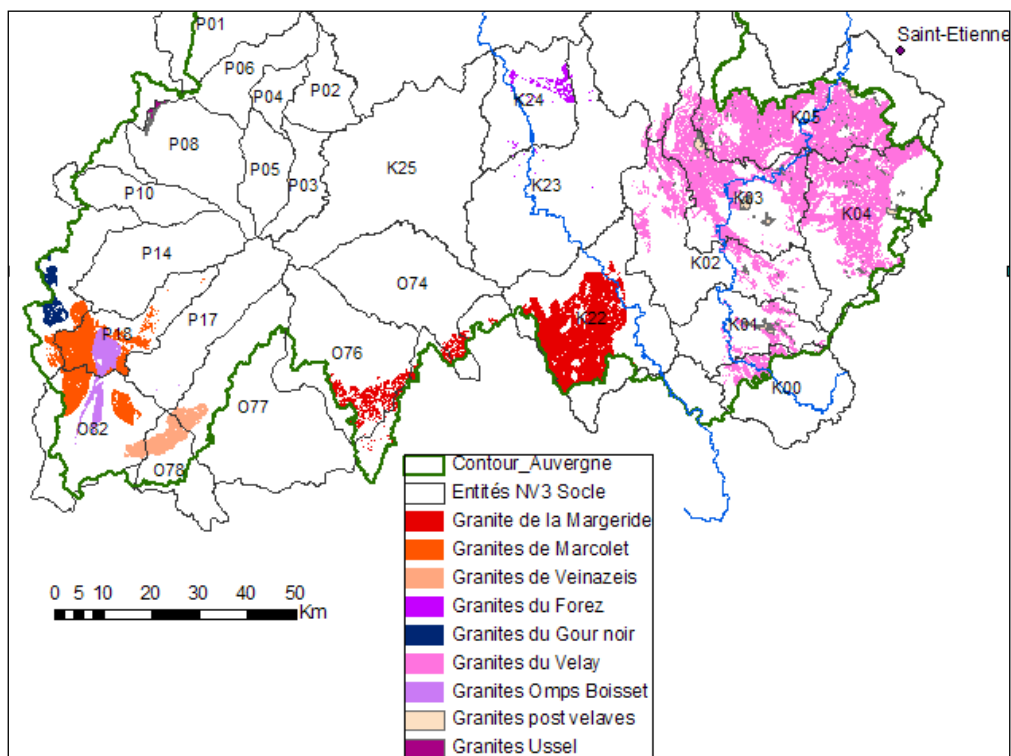 P01
Saint-Etienne
P06
P04
P02
K24
K05
P08
K25
P05
P03
K23
P10
K03
K04
P14
K02
O74
P17
K22
P18
K01
O76
K00
O77
O82
O78
Contour_Auvergne
Entités NV3 Socle
Granite de la Margeride
Granites de Marcolet
Granites de Veinazeis
Granites du Forez
Granites du Gour noir
Granites du Velay
Granites Omps Boisset
Granites post velaves
Granites Ussel
0 5 10 20 30 40 50
Km